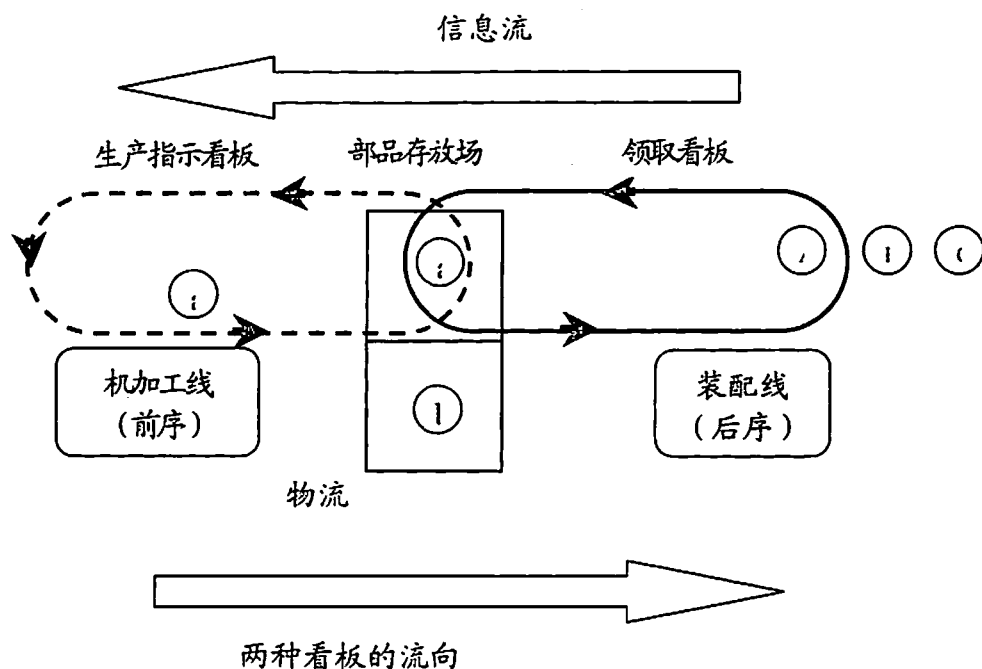 信息流
生产指示看板
部品存放场
领取看板
机加工线
(前序)
装配线
(后序)
物流
两种看板的流向